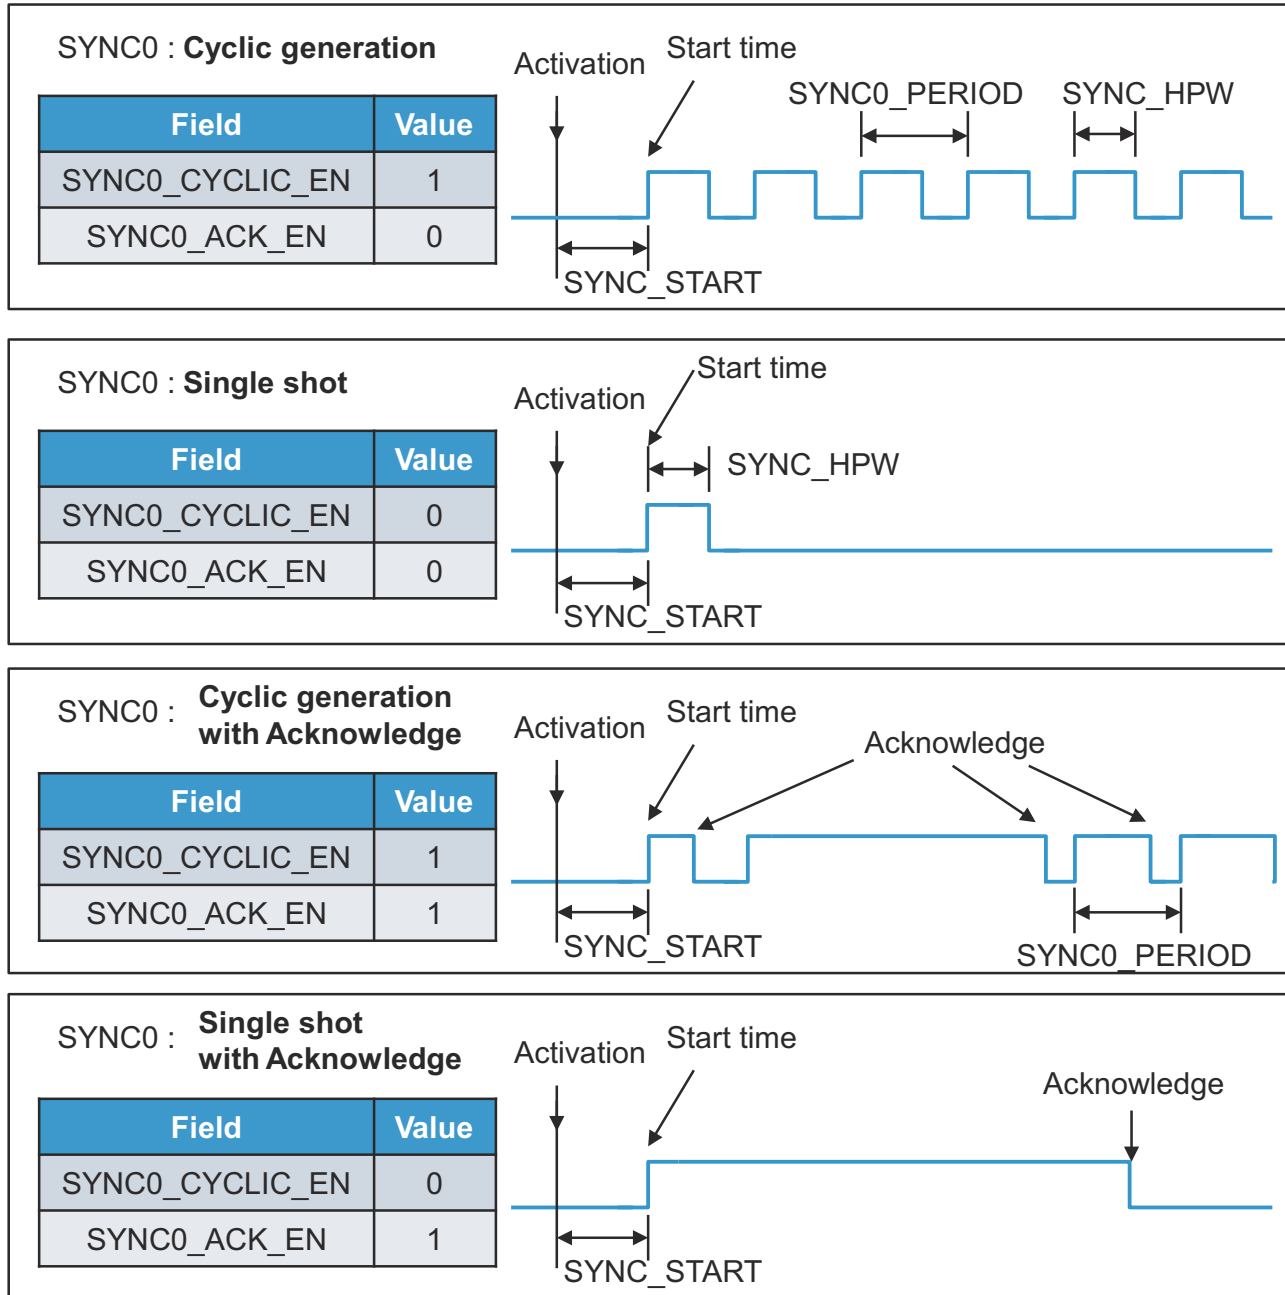 SYNC0 : Cyclic generation
Activation
Start time
SYNC0_PERIOD
SYNC_HPW
Field Value
SYNC0_CYCLIC_EN 1
SYNC0_ACK_EN 0
SYNC_START
SYNC0 : Single shot
Activation
Start time
SYNC_HPW
Field Value
SYNC0_CYCLIC_EN 0
SYNC0_ACK_EN 0
SYNC_START
SYNC0 : Cyclic generation
with Acknowledge
Activation
Start time
Acknowledge
Field Value
SYNC0_CYCLIC_EN 1
SYNC0_ACK_EN 1
SYNC_START
SYNC0_PERIOD
SYNC0 : Single shot
with Acknowledge
Activation
Start time
Acknowledge
Field Value
SYNC0_CYCLIC_EN 0
SYNC0_ACK_EN 1
SYNC_START